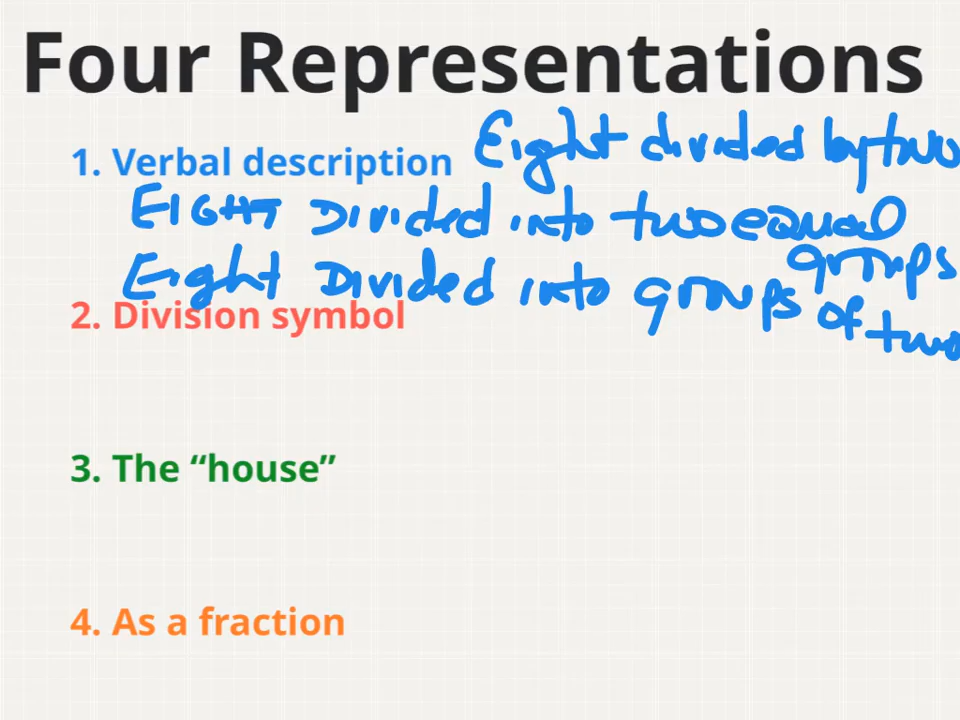 Four Representations
1. Verbal description Eight divided by two
EIGHT Divided into two equal groups
Eight Divided into groups of two
2. Division symbol
3. The “house”
4. As a fraction